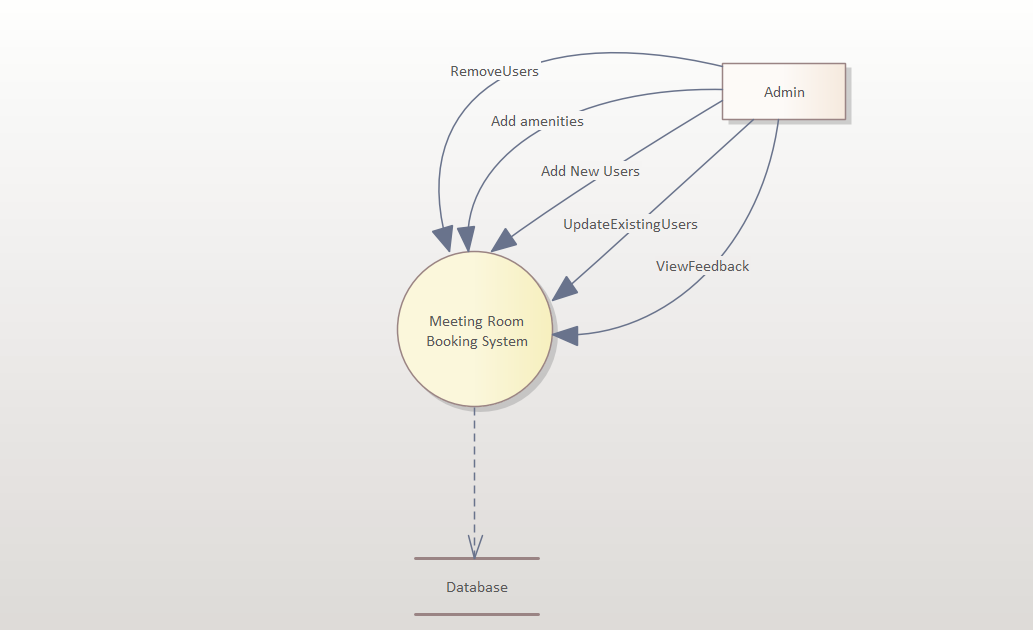 RemoveUsers
Admin
Add amenities
Add New Users
UpdateExistingUsers
ViewFeedback
Meeting Room
Booking System
Database